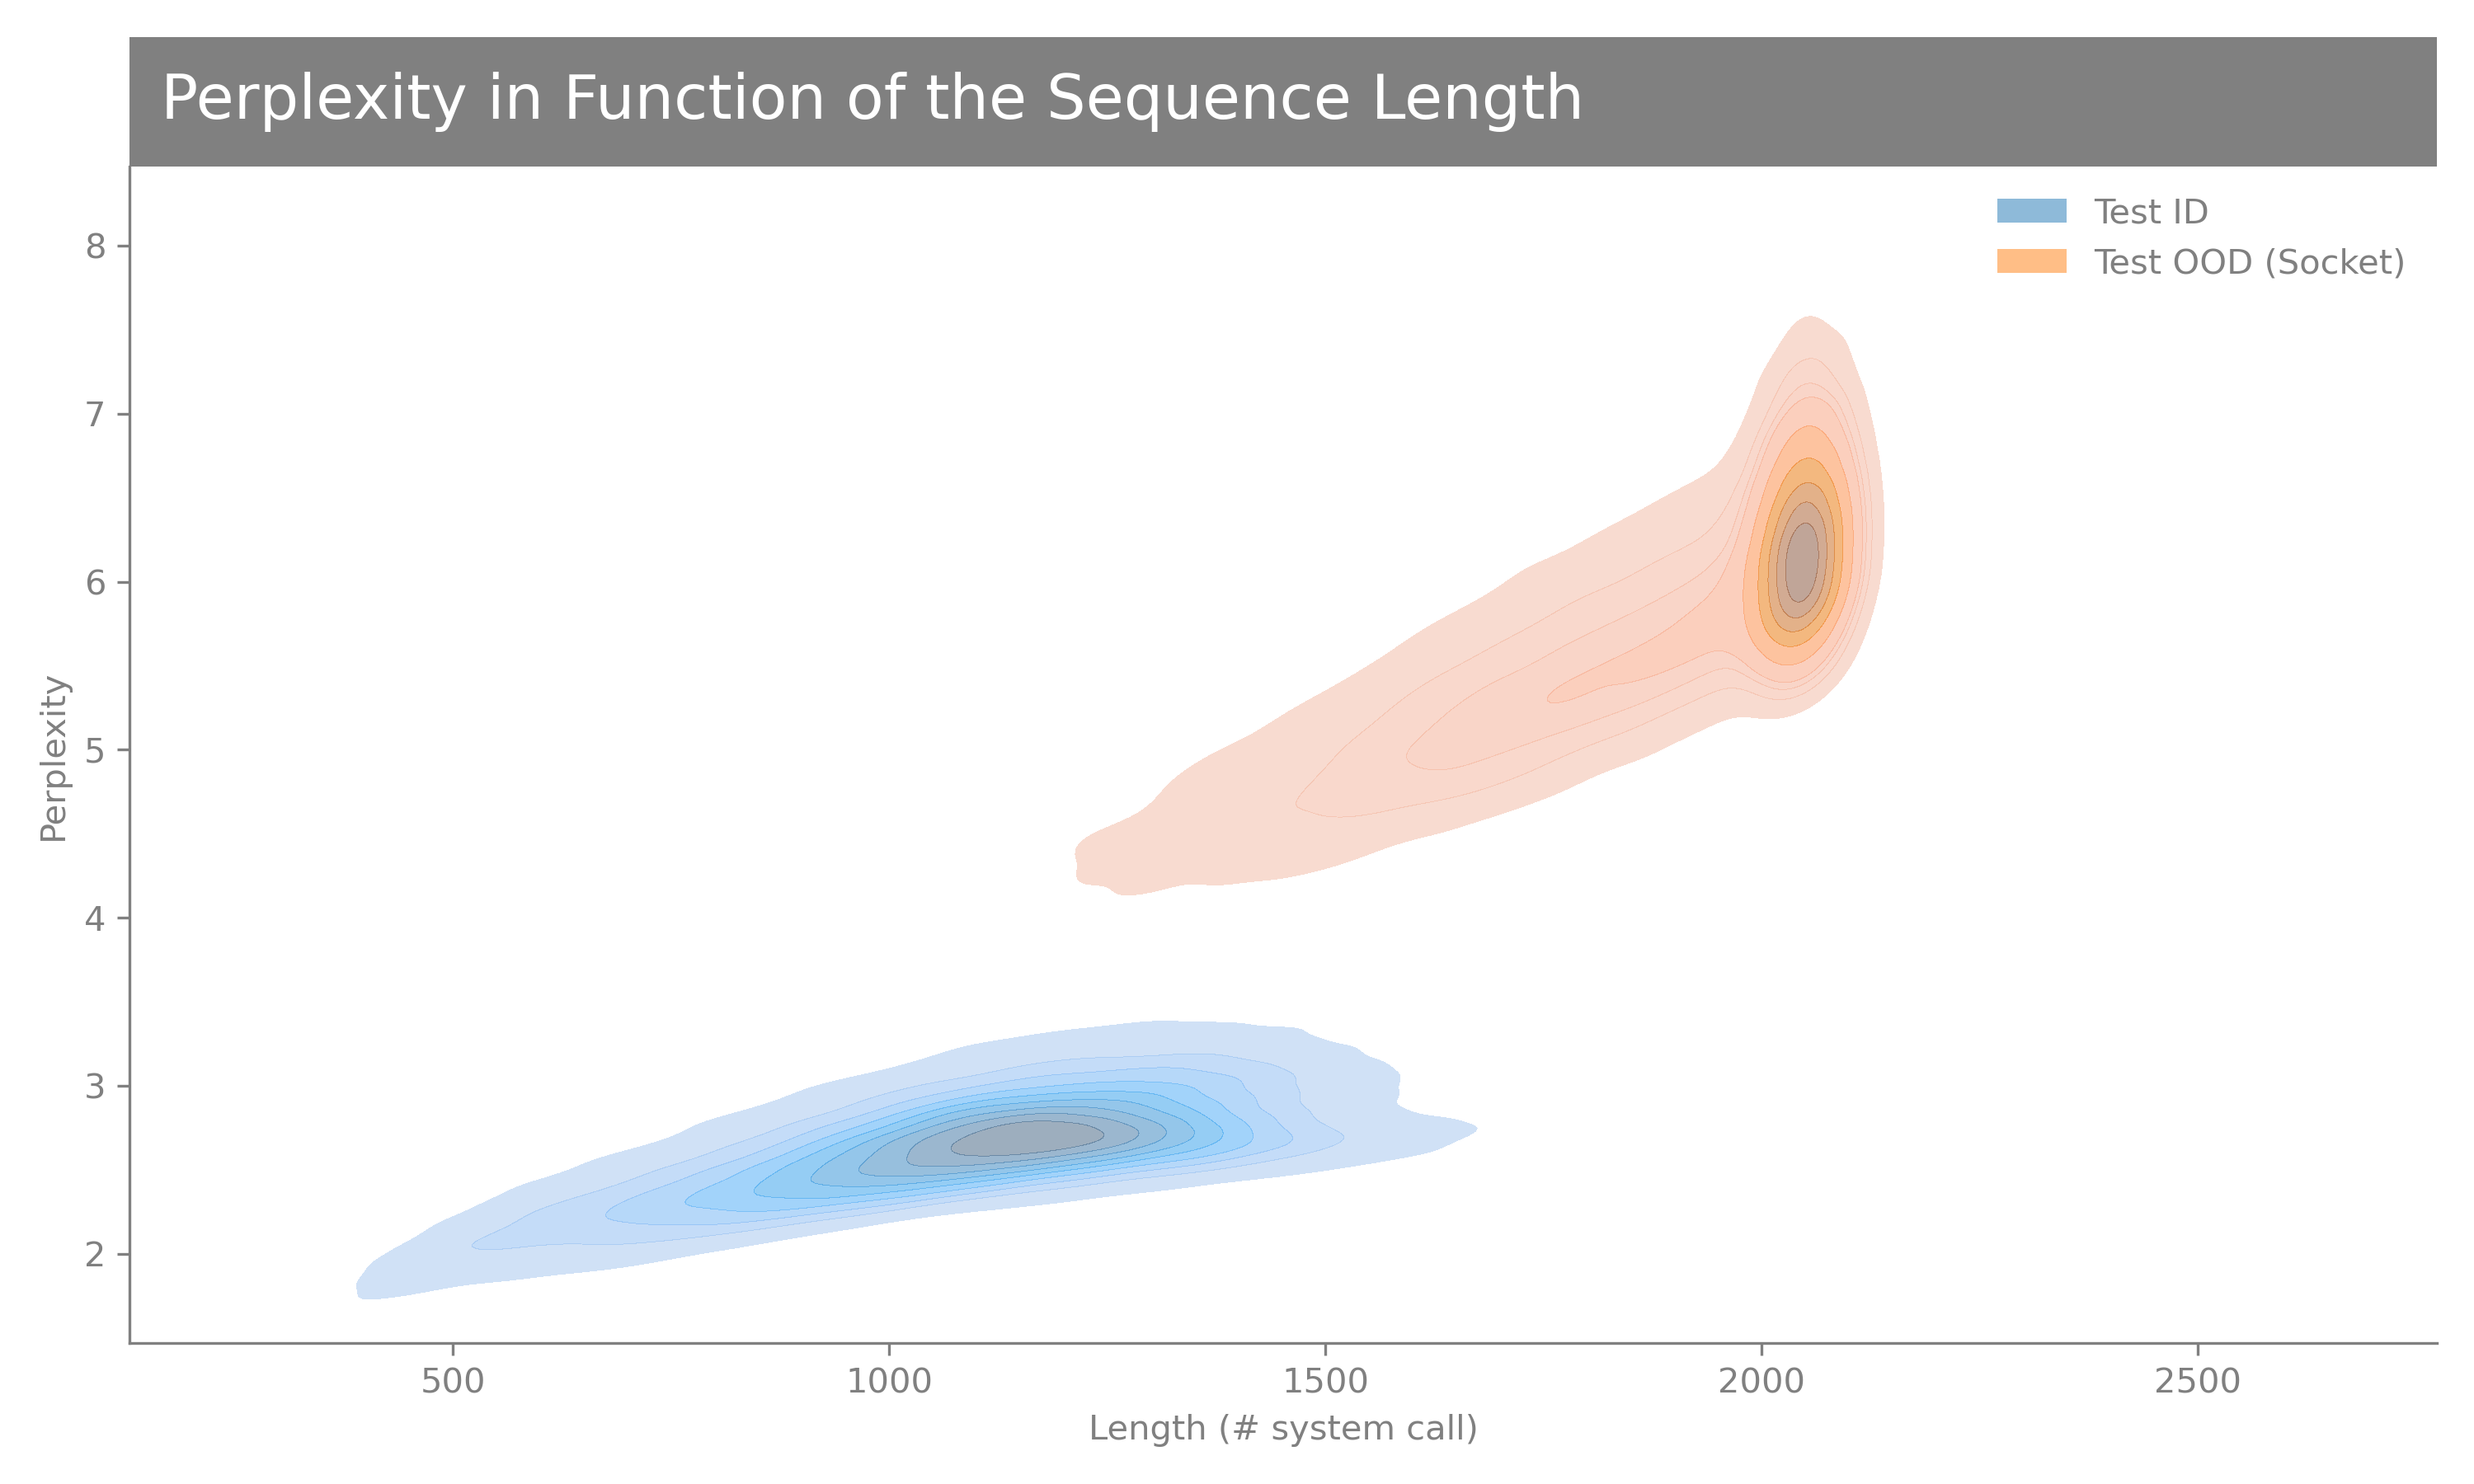 Perplexity in Function of the Sequence Length
Test ID
Test OOD (Socket)
8
7
6
5
4
3
2
Perplexity
500 1000 1500 2000 2500
Length (# system call)